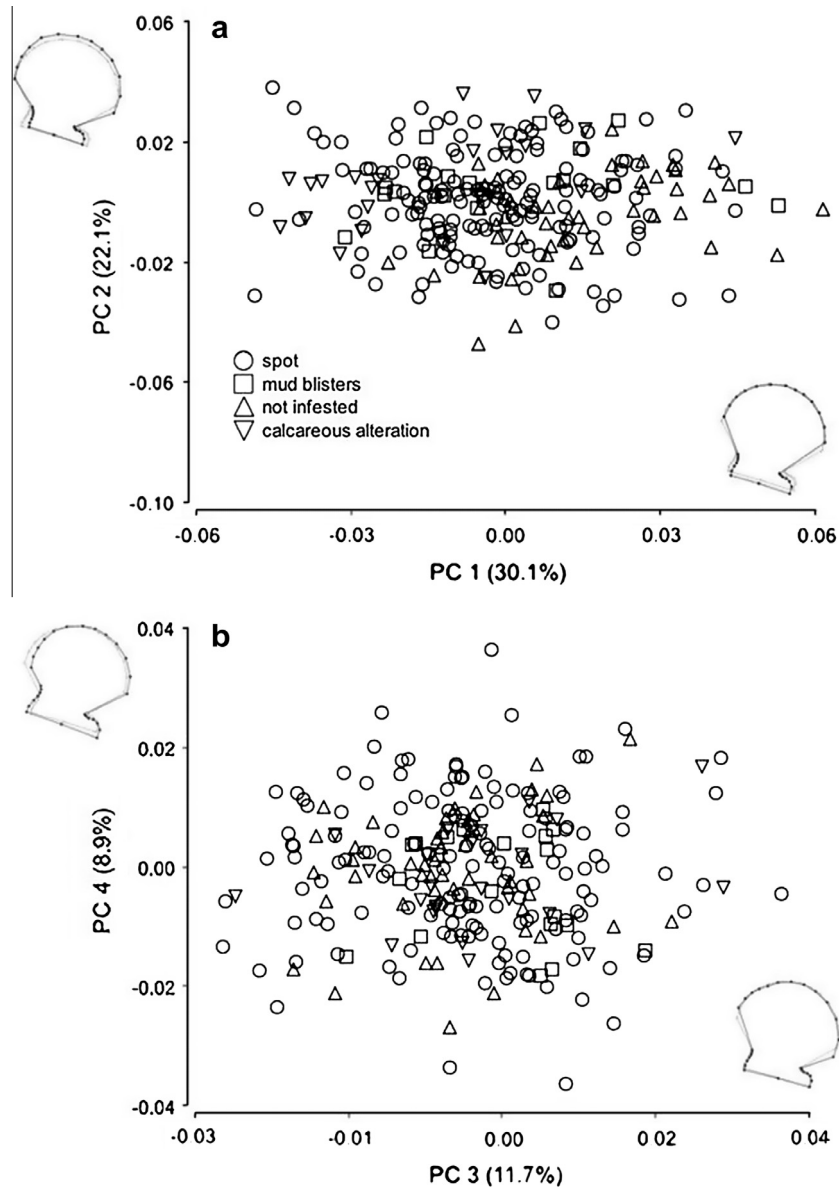 a
0.06
0.02
-0.02
-0.06
-0.10
PC 2 (22.1%)
spot
mud blisters
not infested
calcareous alteration
-0.06
-0.03
0.00
0.03
0.06
PC 1 (30.1%)
b
0.04
0.02
0.00
-0.02
-0.04
PC 4 (8.9%)
-0.03
-0.01
0.00
0.02
0.04
PC 3 (11.7%)